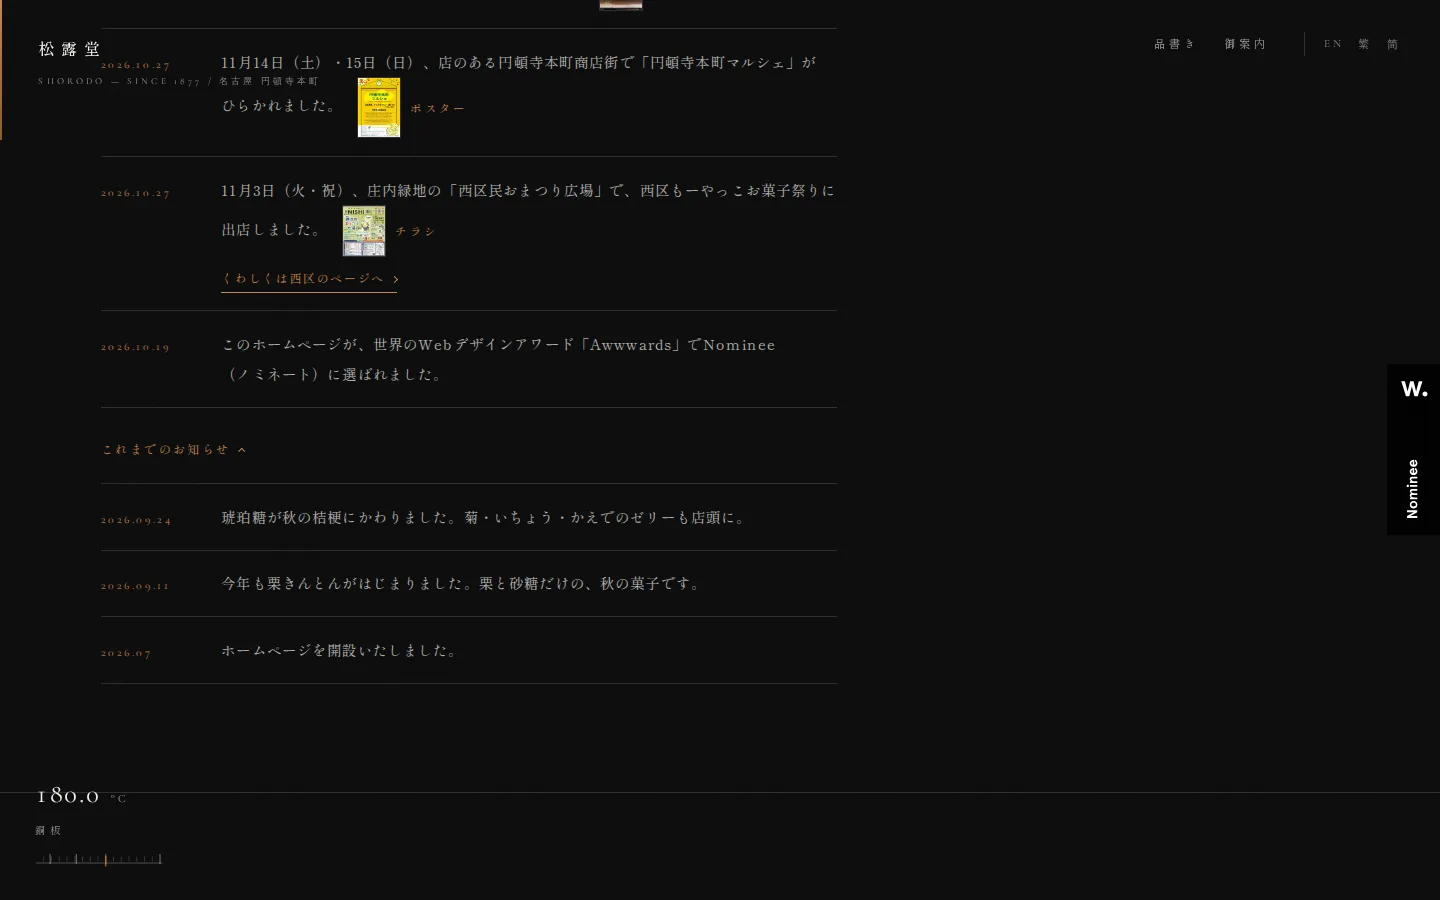 松露堂
SHORODO — SINCE 1877 / 名古屋 円頓寺本町
品書き 御案内 EN 繁 简
2026.10.27 11月14日（土）・15日（日）、店のある円頓寺本町商店街で「円頓寺本町マルシェ」が
ひらかれました。 ポスター
2026.10.27 11月3日（火・祝）、庄内緑地の「西区民おまつり広場」で、西区もーやっこお菓子祭りに
出店しました。 チラシ
くわしくは西区のページへ
2026.10.19 このホームページが、世界のWebデザインアワード「Awwwards」でNominee
（ノミネート）に選ばれました。
W.
Nominee
これまでのお知らせ
2026.09.24 琥珀糖が秋の桔梗にかわりました。菊・いちょう・かえでのゼリーも店頭に。
2026.09.11 今年も栗きんとんがはじまりました。栗と砂糖だけの、秋の菓子です。
2026.07 ホームページを開設いたしました。
180.0 °C
銅板